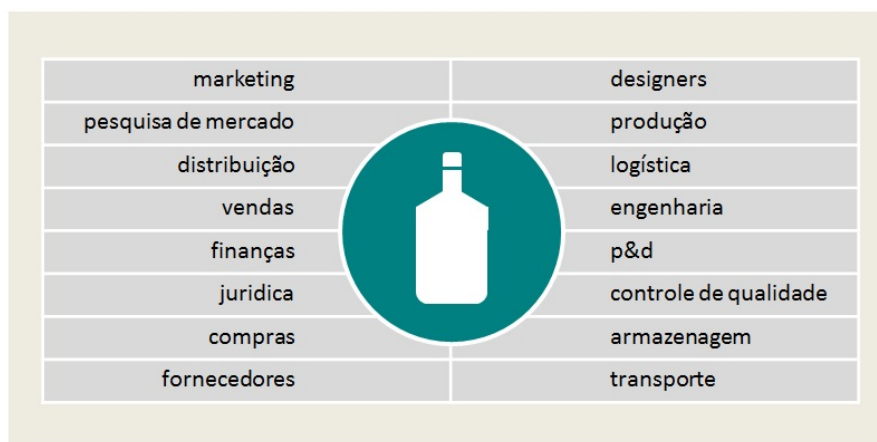 marketing
designers
pesquisa de mercado
produção
distribuição
logística
vendas
engenharia
finanças
p&d
juridica
controle de qualidade
compras
armazenagem
fornecedores
transporte